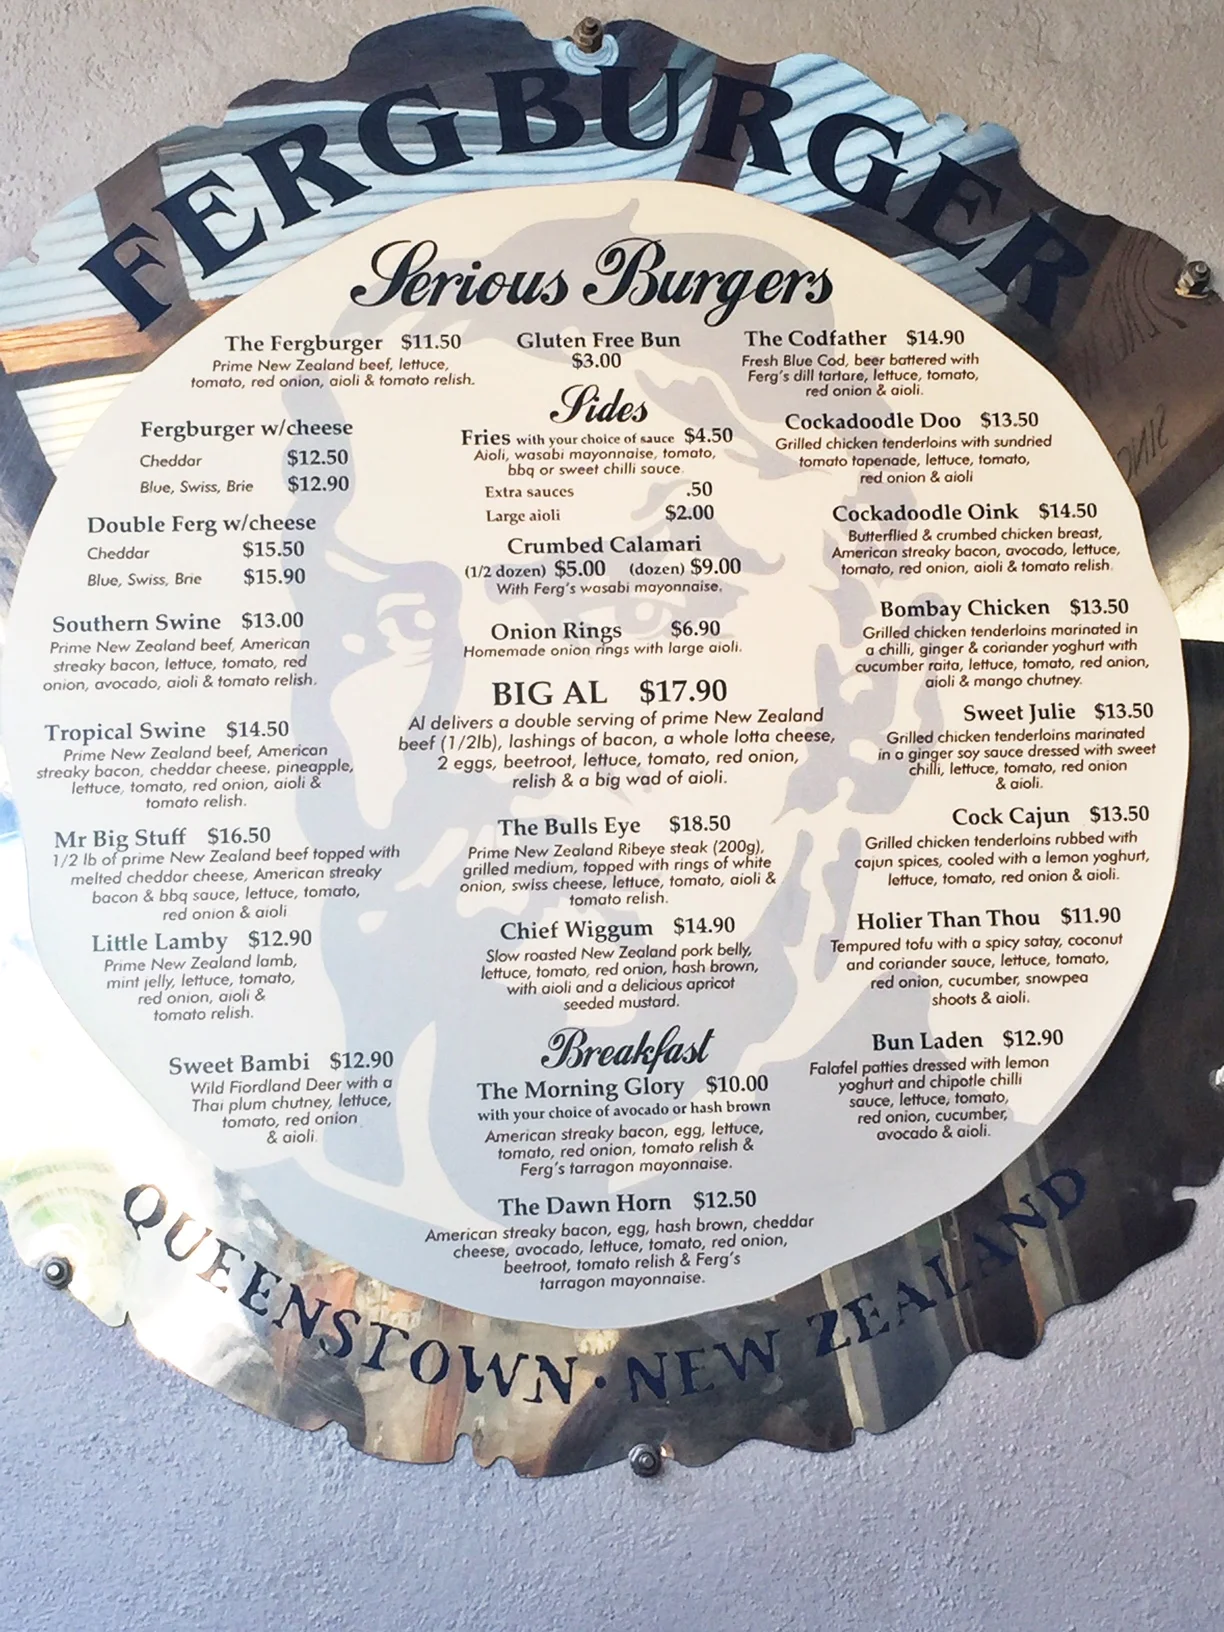 FERGBURGER
Serious Burgers
The Fergburger $11.50
Prime New Zealand beef, lettuce,
tomato, red onion, aioli & tomato relish.
Fergburger w/cheese
Cheddar $12.50
Blue, Swiss, Brie $12.90
Double Ferg w/cheese
Cheddar $15.50
Blue, Swiss, Brie $15.90
Southern Swine $13.00
Prime New Zealand beef, American
streaky bacon, lettuce, tomato, red
onion, avocado, aioli & tomato relish.
Tropical Swine $14.50
Prime New Zealand beef, American
streaky bacon, cheddar cheese, pineapple,
lettuce, tomato, red onion, aioli &
tomato relish.
Mr Big Stuff $16.50
1/2 lb of prime New Zealand beef topped with
melted cheddar cheese, American streaky
bacon & bbq sauce, lettuce, tomato,
red onion & aioli
Little Lamby $12.90
Prime New Zealand lamb,
mint jelly, lettuce, tomato,
red onion, aioli &
tomato relish.
Sweet Bambi $12.90
Wild Fiordland Deer with a
Thai plum chutney, lettuce,
tomato, red onion
& aioli.
Gluten Free Bun
$3.00
Sides
Fries with your choice of sauce $4.50
Aioli, wasabi mayonnaise, tomato,
bbq or sweet chilli sauce.
Extra sauces .50
Large aioli $2.00
Crumbed Calamari
(1/2 dozen) $5.00 (dozen) $9.00
With Ferg's wasabi mayonnaise.
Onion Rings $6.90
Homemade onion rings with large aioli.
BIG AL $17.90
Al delivers a double serving of prime New Zealand
beef (1/2lb), lashings of bacon, a whole lotta cheese,
2 eggs, beetroot, lettuce, tomato, red onion,
relish & a big wad of aioli.
The Bulls Eye $18.50
Prime New Zealand Ribeye steak (200g),
grilled medium, topped with rings of white
onion, swiss cheese, lettuce, tomato, aioli &
tomato relish.
Chief Wiggum $14.90
Slow roasted New Zealand pork belly,
lettuce, tomato, red onion, hash brown,
with aioli and a delicious apricot
seeded mustard.
Breakfast
The Morning Glory $10.00
with your choice of avocado or hash brown
American streaky bacon, egg, lettuce,
tomato, red onion, tomato relish &
Ferg's tarragon mayonnaise.
The Dawn Horn $12.50
American streaky bacon, egg, hash brown, cheddar
cheese, avocado, lettuce, tomato, red onion,
beetroot, tomato relish & Ferg's
tarragon mayonnaise.
The Codfather $14.90
Fresh Blue Cod, beer battered with
Ferg's dill tartare, lettuce, tomato,
red onion & aioli.
Cockadoodle Doo $13.50
Grilled chicken tenderloins with sundried
tomato tapenade, lettuce, tomato,
red onion & aioli
Cockadoodle Oink $14.50
Butterflied & crumbed chicken breast,
American streaky bacon, avocado, lettuce,
tomato, red onion, aioli & tomato relish.
Bombay Chicken $13.50
Grilled chicken tenderloins marinated in
a chilli, ginger & coriander yoghurt with
cucumber raita, lettuce, tomato, red onion,
aioli & mango chutney.
Sweet Julie $13.50
Grilled chicken tenderloins marinated
in a ginger soy sauce dressed with sweet
chilli, lettuce, tomato, red onion
& aioli.
Cock Cajun $13.50
Grilled chicken tenderloins rubbed with
cajun spices, cooled with a lemon yoghurt,
lettuce, tomato, red onion & aioli.
Holier Than Thou $11.90
Tempured tofu with a spicy satay, coconut
and coriander sauce, lettuce, tomato,
red onion, cucumber, snowpea
shoots & aioli.
Bun Laden $12.90
Falafel patties dressed with lemon
yoghurt and chipotle chilli
sauce, lettuce, tomato,
red onion, cucumber,
avocado & aioli.
QUEENSTOWN · NEW ZEALAND